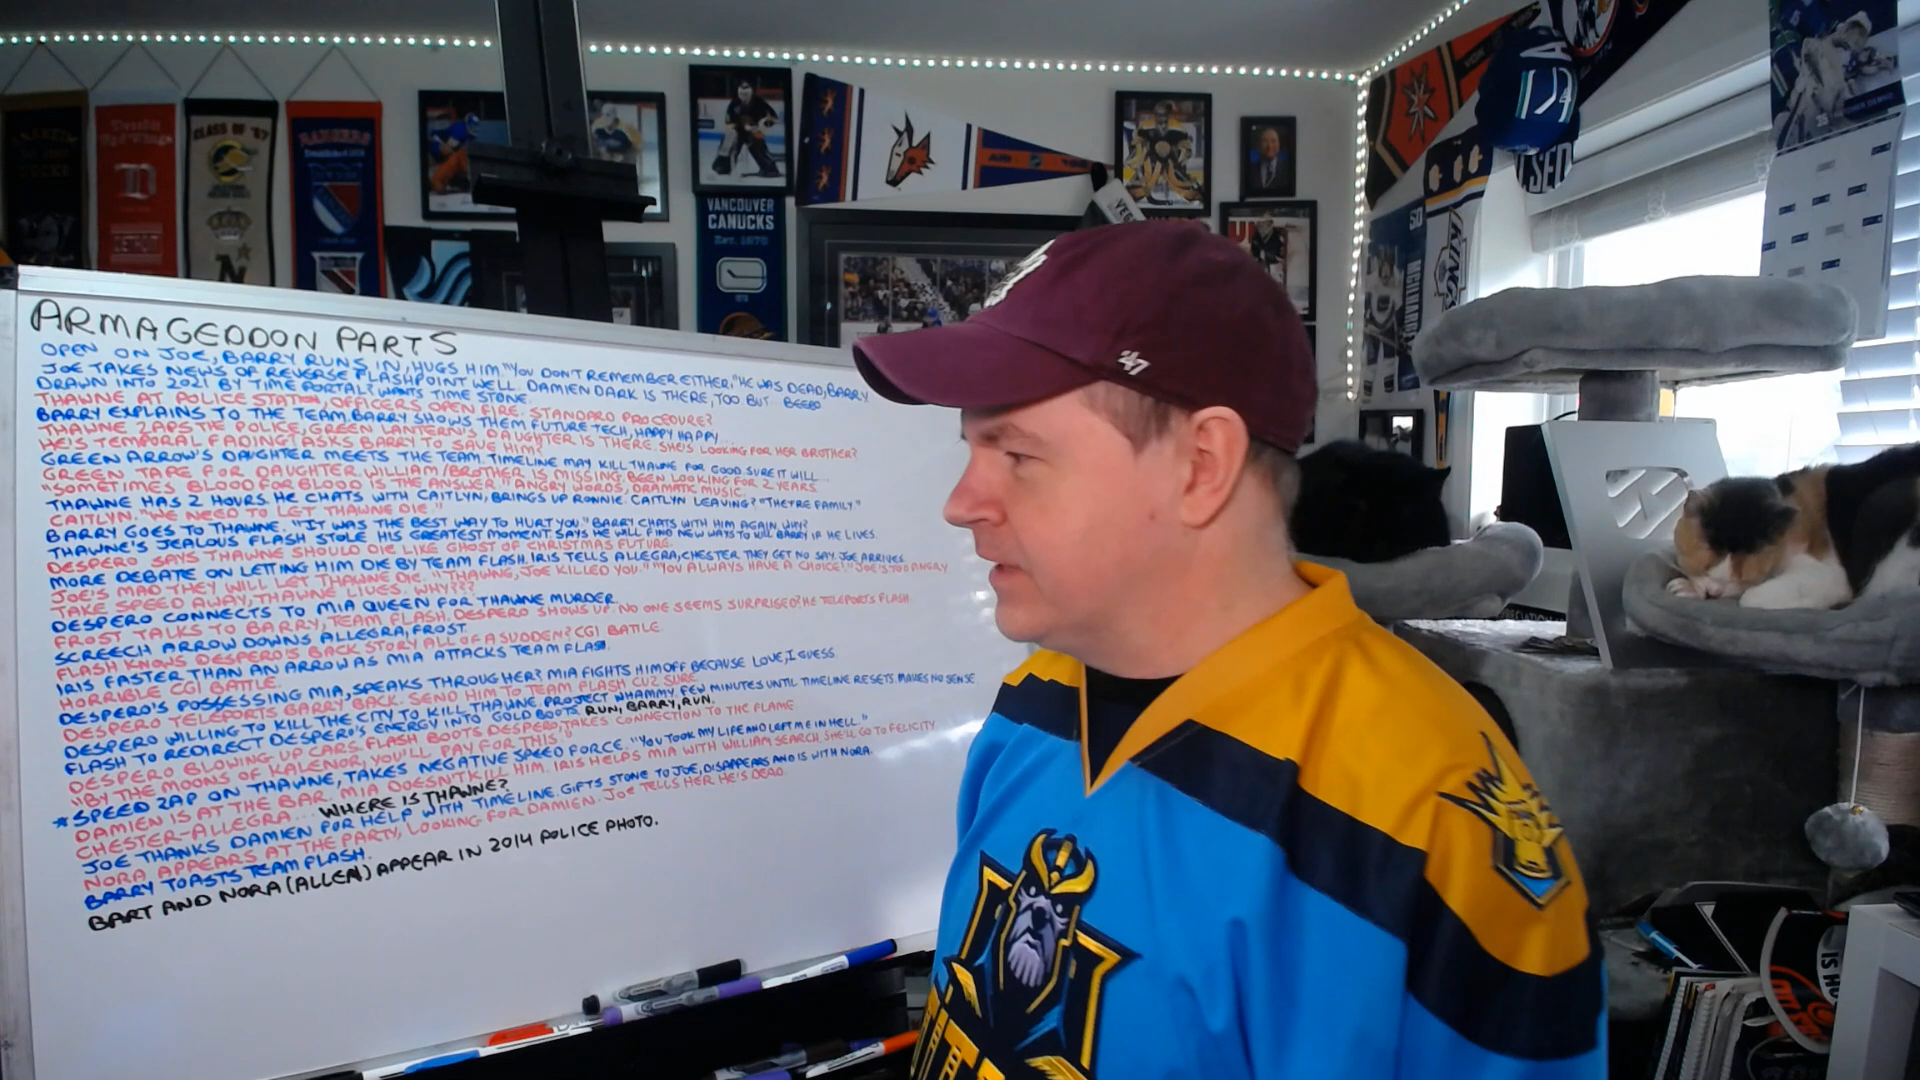 ARMAGEDDON PART 5
OPEN ON JOE, BARRY RUNS IN, HUGS HIM. "YOU DON'T REMEMBER EITHER," HE WAS DEAD, BARRY
JOE TAKES NEWS OF REVERSE FLASHPOINT WELL. DAMIEN DARK IS THERE, TOO BUT... BEEBO
DRAWN INTO 2021 BY TIME PORTAL? WANTS TIME STONE.
THAWNE AT POLICE STATION, OFFICERS OPEN FIRE. STANDARD PROCEDURE?
BARRY EXPLAINS TO THE TEAM. BARRY SHOWS THEM FUTURE TECH, HAPPY HAPPY...
THAWNE ZAPS THE POLICE, GREEN LANTERN'S DAUGHTER IS THERE. SHE'S LOOKING FOR HER BROTHER?
HE'S TEMPORAL FADING? ASKS BARRY TO SAVE HIM?
GREEN ARROW'S DAUGHTER MEETS THE TEAM. TIMELINE MAY KILL THAWNE FOR GOOD. SURE IT WILL...
GREEN TAPE FOR DAUGHTER. WILLIAM/BROTHER IS MISSING. BEEN LOOKING FOR 2 YEARS
"SOMETIMES BLOOD FOR BLOOD IS THE ANSWER." ANGRY WORDS, DRAMATIC MUSIC.
THAWNE HAS 2 HOURS. HE CHATS WITH CAITLYN, BRINGS UP RONNIE. CAITLYN LEAVING? "THEY'RE FAMILY"
CAITLYN. "WE NEED TO LET THAWNE DIE."
BARRY GOES TO THAWNE. "IT WAS THE BEST WAY TO HURT YOU." BARRY CHATS WITH HIM AGAIN. WHY?
THAWNE'S JEALOUS FLASH STOLE HIS GREATEST MOMENT. SAYS HE WILL FIND NEW WAYS TO KILL BARRY IF HE LIVES.
DESPERO SAYS THAWNE SHOULD DIE LIKE GHOST OF CHRISTMAS FUTURE.
MORE DEBATE ON LETTING HIM DIE BY TEAM FLASH. IRIS TELLS ALLEGRA, CHESTER THEY GET NO SAY. JOE ARRIVES
JOE'S MAD THEY WILL LET THAWNE DIE. "THAWNE, JOE KILLED YOU." "YOU ALWAYS HAVE A CHOICE." JOE'S TOO ANGRY
TAKE SPEED AWAY, THAWNE LIVES. WHY???
DESPERO CONNECTS TO MIA QUEEN FOR THAWNE MURDER.
FROST TALKS TO BARRY, TEAM FLASH. DESPERO SHOWS UP. NO ONE SEEMS SURPRISED? HE TELEPORTS FLASH
SCREECH ARROW DOWNS ALLEGRA, FROST.
FLASH KNOWS DESPERO'S BACK STORY ALL OF A SUDDEN? CGI BATTLE.
IRIS FASTER THAN AN ARROW AS MIA ATTACKS TEAM FLASH.
HORRIBLE CGI BATTLE.
DESPERO'S POSSESSING MIA, SPEAKS THROUGH HER? MIA FIGHTS HIM OFF BECAUSE LOVE, I GUESS.
DESPERO TELEPORTS BARRY BACK. SEND HIM TO TEAM FLASH CUZ SURE
DESPERO WILLING TO KILL THE CITY TO KILL THAWNE. PROJECT WHAMMY. FEW MINUTES UNTIL TIMELINE RESETS. MAKES NO SENSE
FLASH TO REDIRECT DESPERO'S ENERGY INTO GOLD BOOTS. RUN, BARRY, RUN.
DESPERO BLOWING UP CARS. FLASH BOOTS DESPERO, TAKES CONNECTION TO THE FLAME
"BY THE MOONS OF KALENOR, YOU'LL PAY FOR THIS."
*SPEED ZAP ON THAWNE, TAKES NEGATIVE SPEED FORCE. "YOU TOOK MY LIFE AND LEFT ME IN HELL."
DAMIEN IS AT THE BAR. MIA DOESN'T KILL HIM. IRIS HELPS MIA WITH WILLIAM SEARCH. SHE'LL GO TO FELICITY
CHESTER-ALLEGRA... WHERE IS THAWNE?
JOE THANKS DAMIEN FOR HELP WITH TIMELINE. GIFTS STONE TO JOE, DISAPPEARS AND IS WITH NORA.
NORA APPEARS AT THE PARTY, LOOKING FOR DAMIEN. JOE TELLS HER HE'S DEAD
BARRY TOASTS TEAM FLASH.
BART AND NORA (ALLEN) APPEAR IN 2014 POLICE PHOTO.
'47
CLASS OF '67
RANGERS
VANCOUVER
CANUCKS
Est. 1970
KINGS